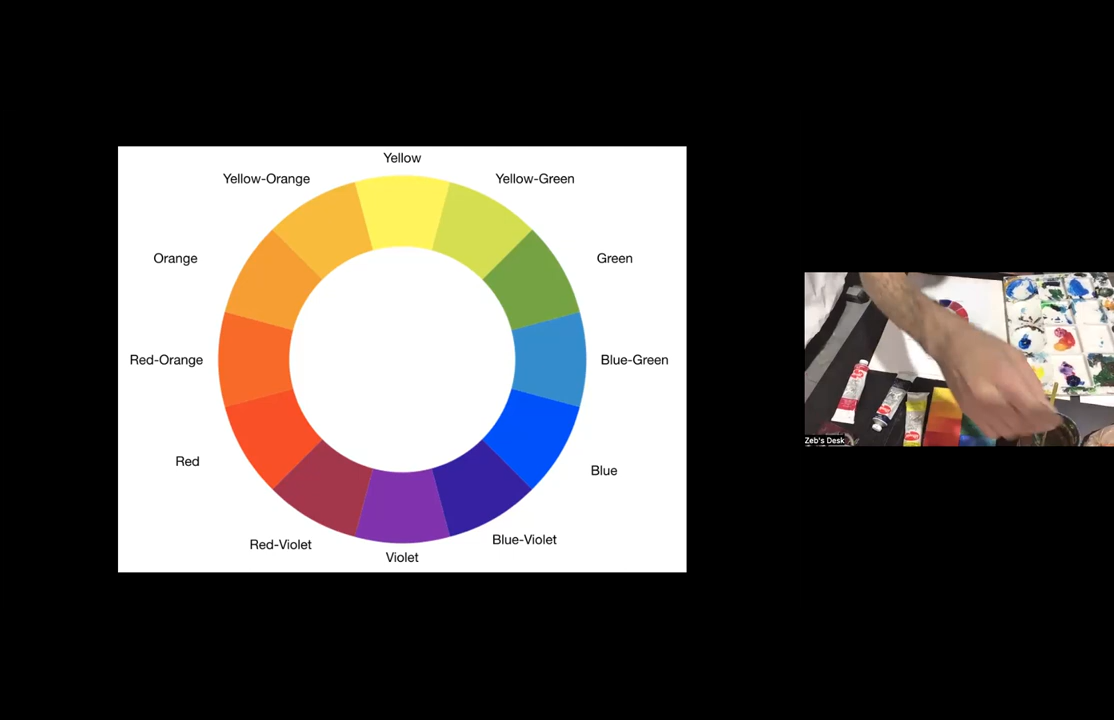 Yellow
Yellow-Orange
Yellow-Green
Orange
Green
Red-Orange
Blue-Green
Red
Blue
Red-Violet
Blue-Violet
Violet
Zeb's Desk